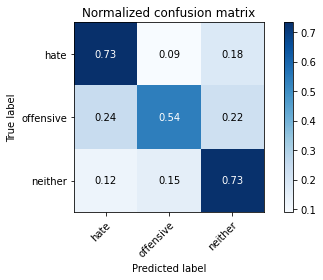 Normalized confusion matrix
True label
hate
0.73 0.09 0.18
offensive
0.24 0.54 0.22
neither
0.12 0.15 0.73
hate offensive neither
Predicted label
0.7
0.6
0.5
0.4
0.3
0.2
0.1